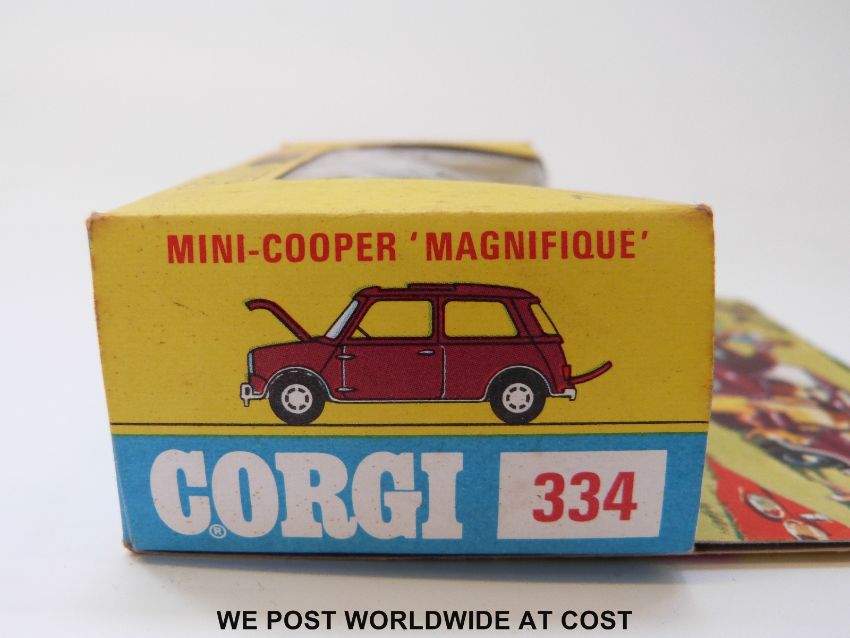 MINI-COOPER 'MAGNIFIQUE'
CORGI® 334
WE POST WORLDWIDE AT COST